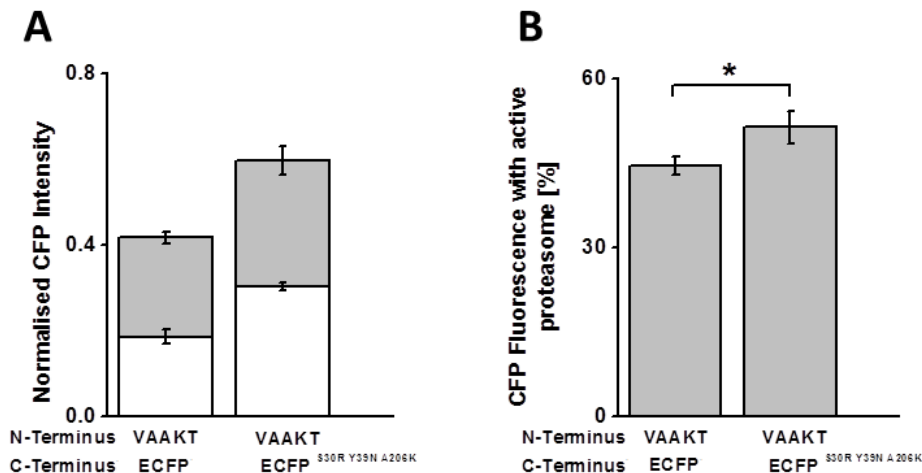 A
B
0.8
0.4
0.0
Normalised CFP Intensity
N-Terminus VAAKT VAAKT
C-Terminus ECFP ECFP S30R Y39N A206K
*
60
30
0
CFP Fluorescence with active
proteasome [%]
N-Terminus VAAKT VAAKT
C-Terminus ECFP ECFP S30R Y39N A206K